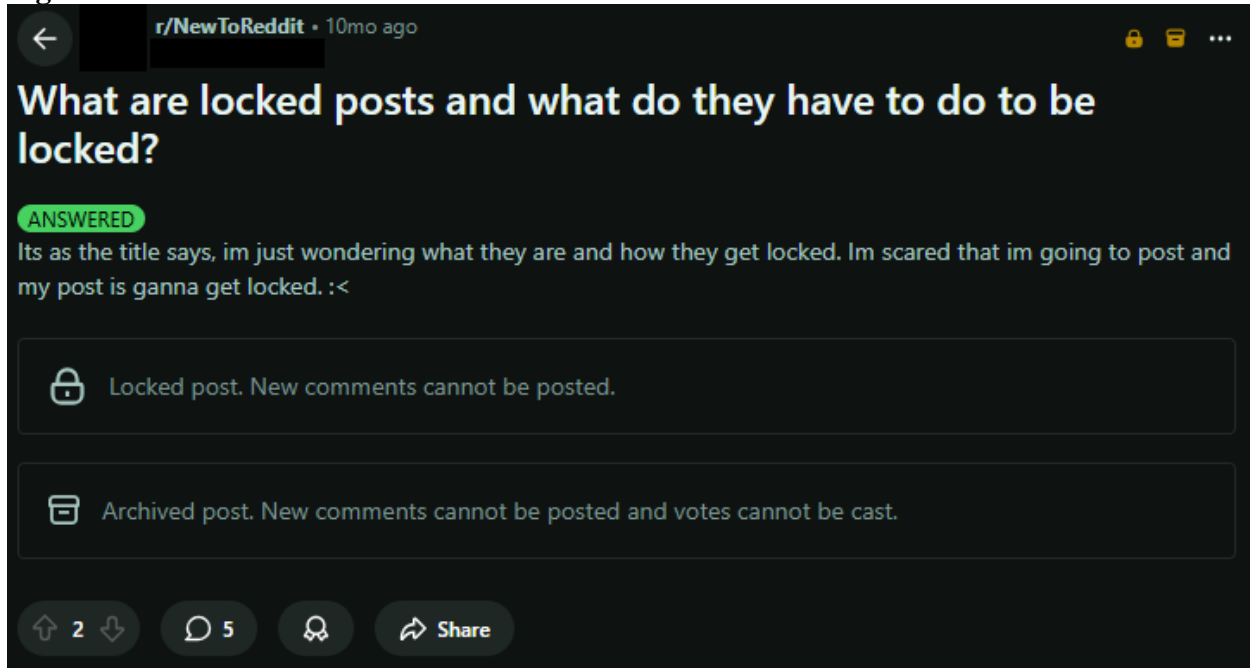 r/NewToReddit • 10mo ago
What are locked posts and what do they have to do to be
locked?
ANSWERED
Its as the title says, im just wondering what they are and how they get locked. Im scared that im going to post and
my post is ganna get locked. :<
Locked post. New comments cannot be posted.
Archived post. New comments cannot be posted and votes cannot be cast.
2 5 Share